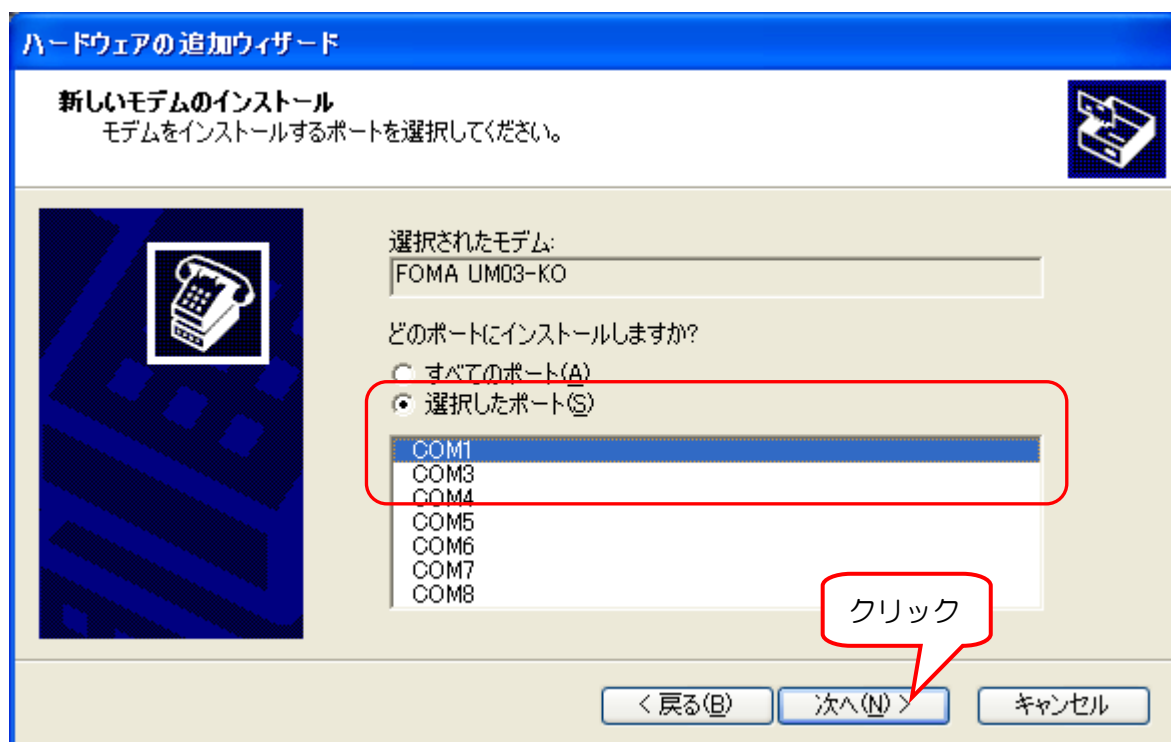 ハードウェアの追加ウィザード
新しいモデムのインストール
モデムをインストールするポートを選択してください。
選択されたモデム:
FOMA UM03-KO
どのポートにインストールしますか?
すべてのポート(A)
選択したポート(S)
COM1
COM3
COM4
COM5
COM6
COM7
COM8
クリック
< 戻る(B) 次へ(N) > キャンセル